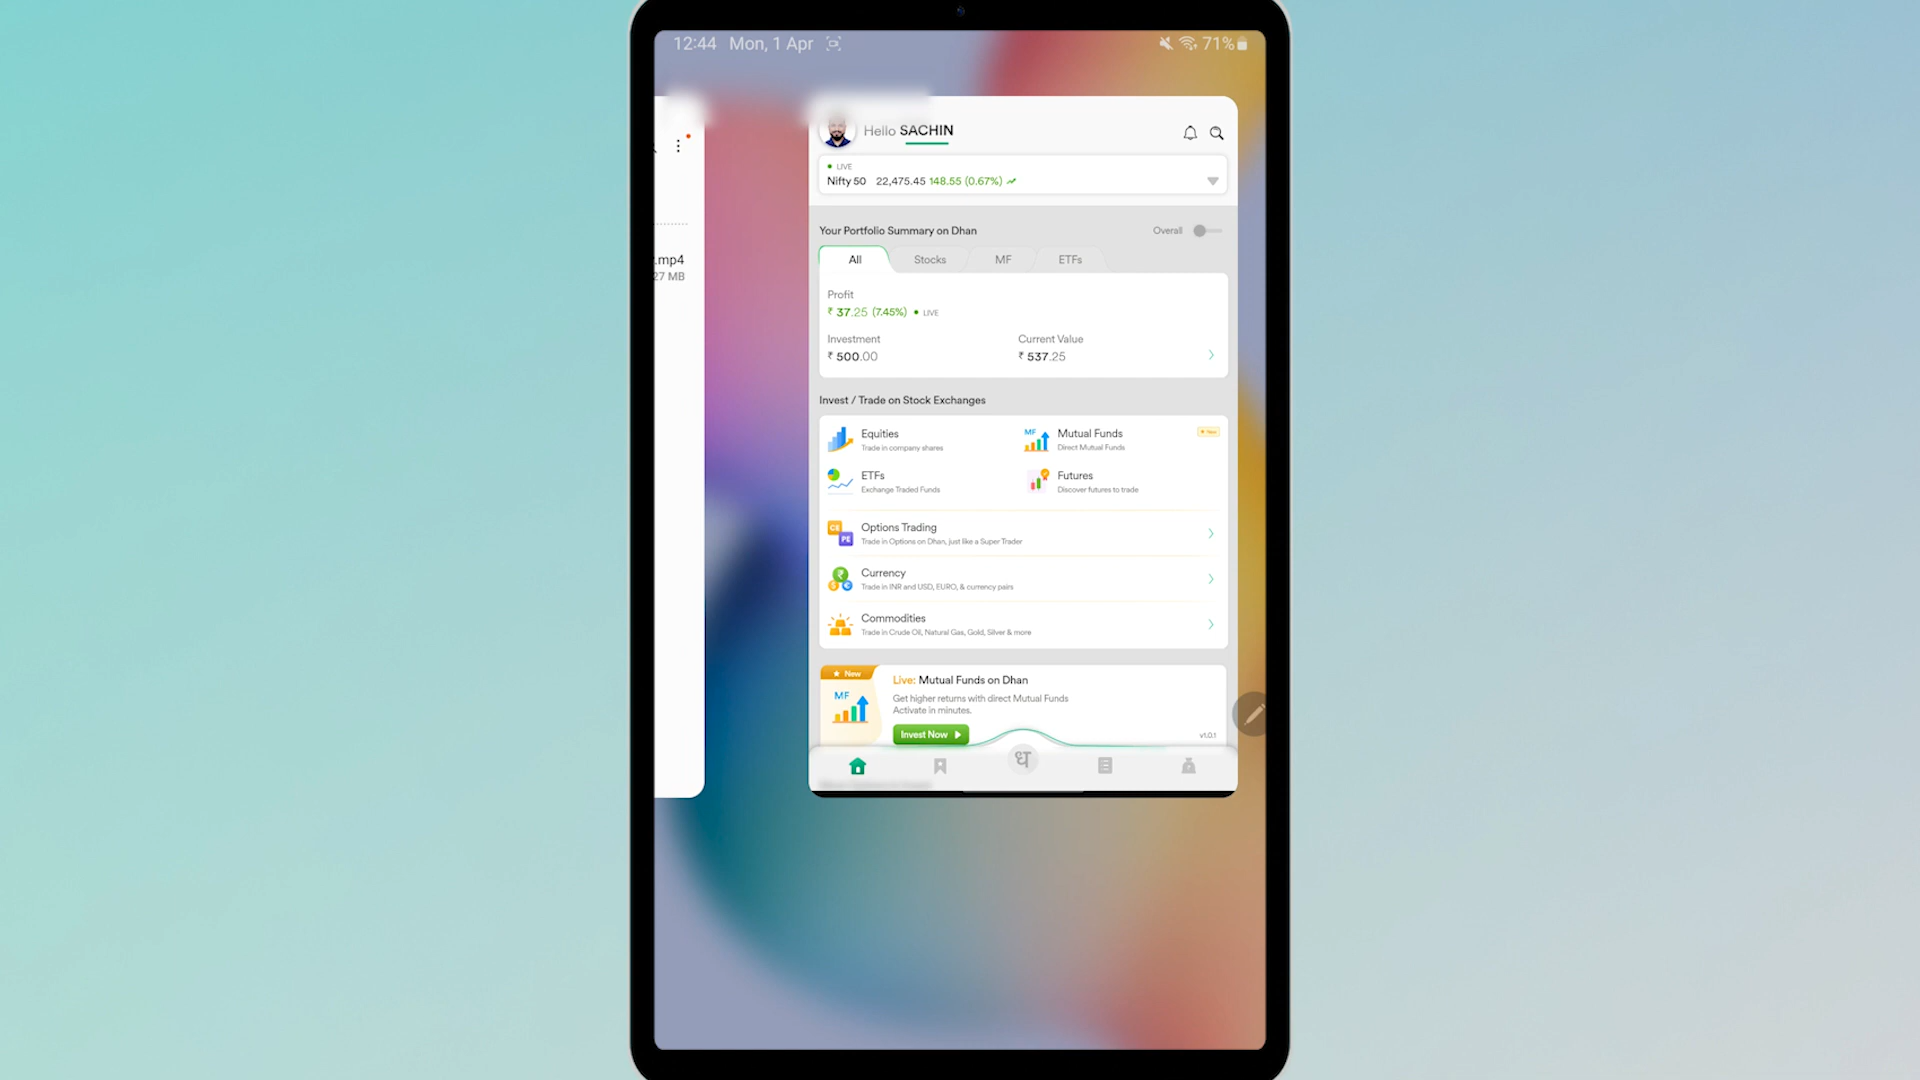 12:44 Mon, 1 Apr
71%
.mp4
27 MB
Hello SACHIN
LIVE
Nifty 50 22,475.45 148.55 (0.67%)
Your Portfolio Summary on Dhan
Overall
All Stocks MF ETFs
Profit
₹ 37.25 (7.45%) LIVE
Investment Current Value
₹ 500.00 ₹ 537.25
Invest / Trade on Stock Exchanges
Equities
Trade in company shares
MF
Mutual Funds
Direct Mutual Funds
New
ETFs
Exchange Traded Funds
Futures
Discover futures to trade
CE
PE
Options Trading
Trade in Options on Dhan, just like a Super Trader
Currency
Trade in INR and USD, EURO, & currency pairs
Commodities
Trade in Crude Oil, Natural Gas, Gold, Silver & more
New
MF
Live: Mutual Funds on Dhan
Get higher returns with direct Mutual Funds
Activate in minutes.
Invest Now
v1.0.1
ध